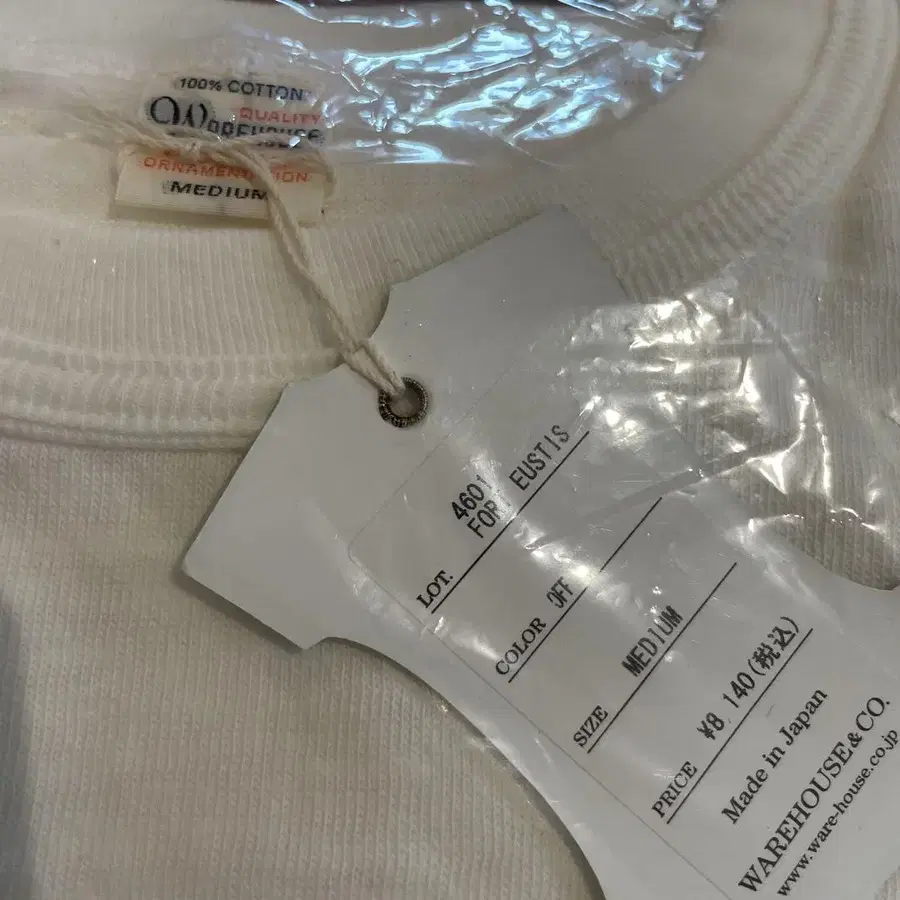 100% COTTON
QUALITY
WAREHOUSE
MEDIUM
LOT. 4601
FORT EUSTIS
COLOR OFF
SIZE MEDIUM
PRICE ¥8,140(税込)
Made in Japan
WAREHOUSE&CO.
www.ware-house.co.jp